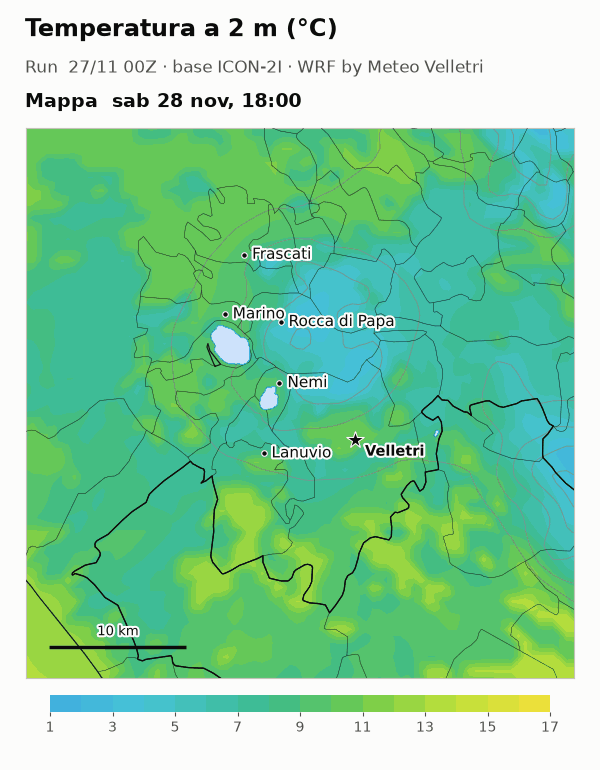 Temperatura a 2 m (°C)
Run  27/11 00Z · base ICON-2I · WRF by Meteo Velletri
Mappa  sab 28 nov, 18:00
Frascati
Marino
Rocca di Papa
Nemi
Velletri
Lanuvio
10 km
1 3 5 7 9 11 13 15 17